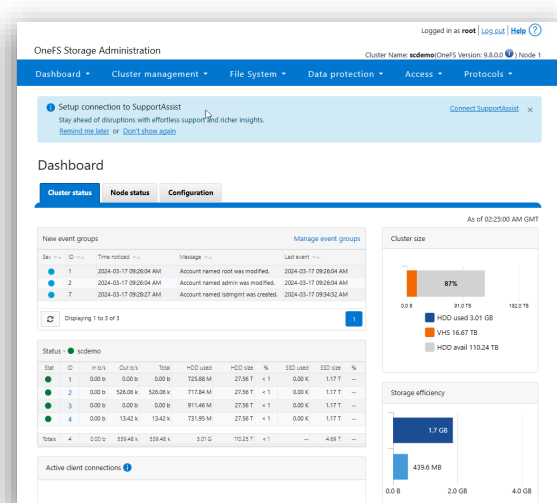 Logged in as root | Log out | Help ?
OneFS Storage Administration
Cluster Name: scdemo(OneFS Version: 9.8.0.0 i) Node 1
Dashboard Cluster management File System Data protection Access Protocols
Setup connection to SupportAssist
Connect SupportAssist ×
Stay ahead of disruptions with effortless support and richer insights.
Remind me later or Don't show again
Dashboard
Cluster status Node status Configuration
As of 02:25:00 AM GMT
New event groups Manage event groups
Sev ID Time noticed Message Last event
1 2024-03-17 09:26:04 AM Account named root was modified. 2024-03-17 09:26:04 AM
2 2024-03-17 09:26:04 AM Account named admin was modified. 2024-03-17 09:26:04 AM
7 2024-03-17 09:28:27 AM Account named lsdmgmt was created. 2024-03-17 09:34:32 AM
Displaying 1 to 3 of 3 1
Cluster size
87%
0.0 B 91.0 TB 182.0 TB
HDD used 3.01 GB
VHS 16.67 TB
HDD avail 110.24 TB
Status - scdemo
Stat ID In b/s Out b/s Total HDD used HDD size % SSD used SSD size %
1 0.00 b 0.00 b 0.00 b 725.88 M 27.56 T < 1 0.00 K 1.17 T --
2 0.00 b 526.06 k 526.06 k 717.84 M 27.56 T < 1 0.00 K 1.17 T --
3 0.00 b 0.00 b 0.00 b 911.46 M 27.56 T < 1 0.00 K 1.17 T --
4 0.00 b 13.42 k 13.42 k 731.95 M 27.56 T < 1 0.00 K 1.17 T --
Totals 4 0.00 b 539.48 k 539.48 k 3.01 G 110.25 T < 1 -- 4.69 T --
Storage efficiency
1.7 GB
439.6 MB
0.0 B 2.0 GB 4.0 GB
Active client connections i